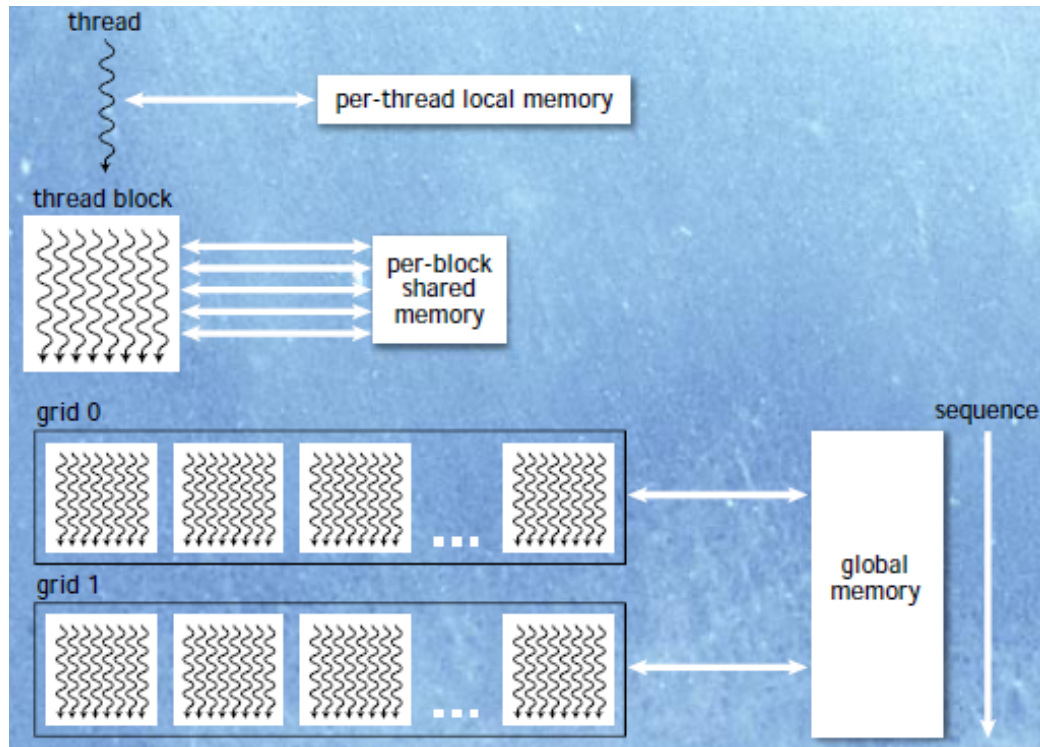 thread
per-thread local memory
thread block
per-block
shared
memory
grid 0
sequence
...
global
memory
grid 1
...